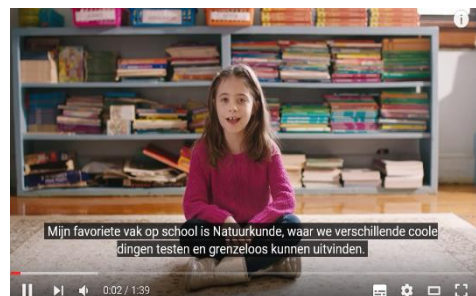 Mijn favoriete vak op school is Natuurkunde, waar we verschillende coole
dingen testen en grenzeloos kunnen uitvinden.
0:02 / 1:39